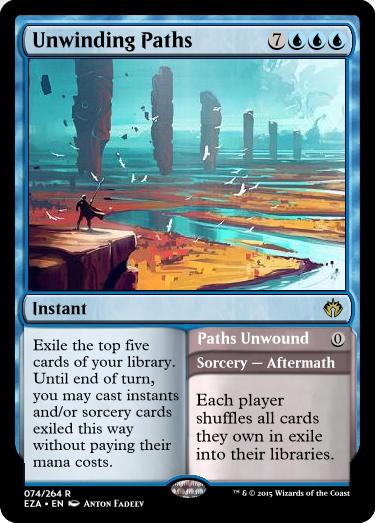 Unwinding Paths 7
Instant
Exile the top five
cards of your library.
Until end of turn,
you may cast instants
and/or sorcery cards
exiled this way
without paying their
mana costs.
Paths Unwound 0
Sorcery — Aftermath
Each player
shuffles all cards
they own in exile
into their libraries.
074/264 R
EZA • EN Anton Fadeev
™ & © 2015 Wizards of the Coast